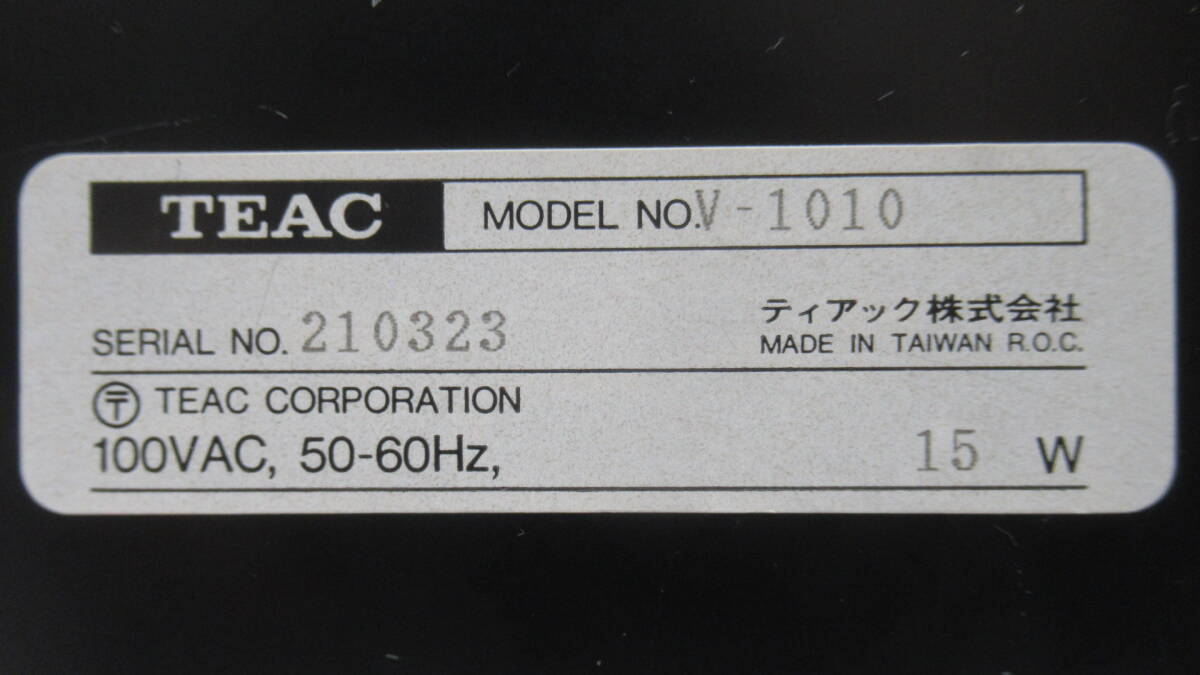 TEAC MODEL NO. V-1010
ティアック株式会社
SERIAL NO. 210323 MADE IN TAIWAN R.O.C.
〒 TEAC CORPORATION
100VAC, 50-60Hz, 15 W